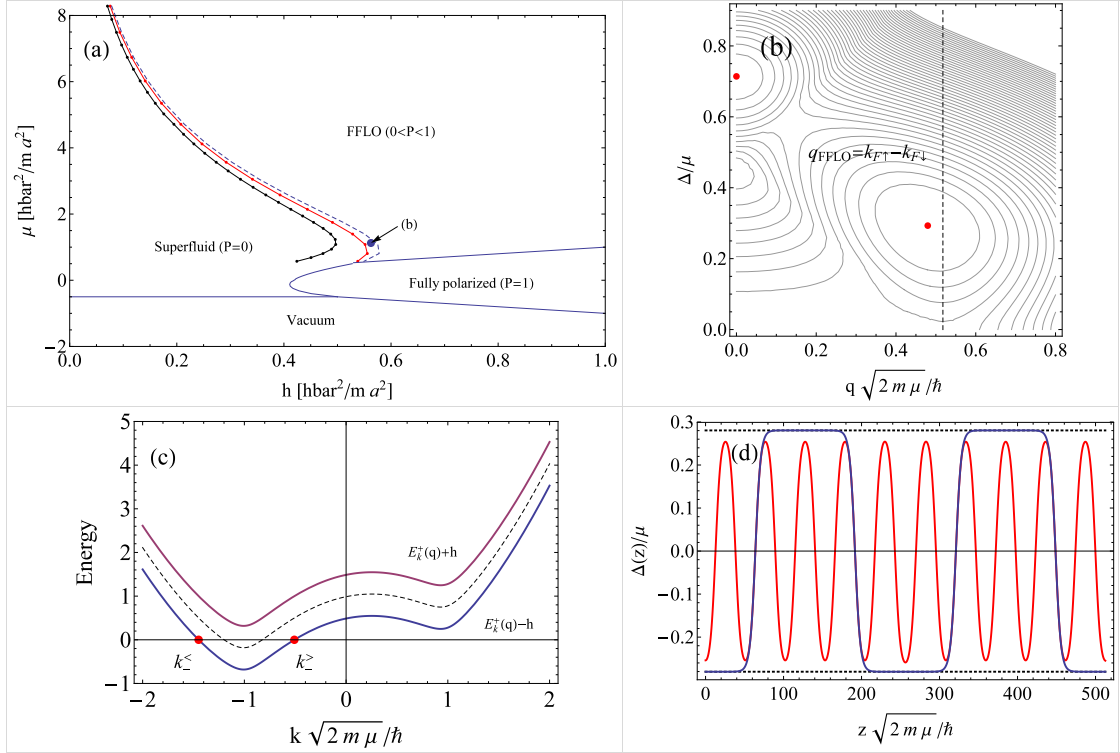 (a)
μ [hbar²/m a²]
8
6
4
2
0
−2
FFLO (0<P<1)
(b)
Superfluid (P=0)
Fully polarized (P=1)
Vacuum
0.0 0.2 0.4 0.6 0.8 1.0
h [hbar²/m a²]
(b)
Δ/μ
0.8
0.6
0.4
0.2
0.0
q_FFLO=k_F↑−k_F↓
0.0 0.2 0.4 0.6 0.8
q √2 m μ /ħ
(c)
Energy
5
4
3
2
1
0
−1
E_k^+(q)+h
E_k^+(q)−h
k_−^<
k_−^>
−2 −1 0 1 2
k √2 m μ /ħ
(d)
Δ(z)/μ
0.3
0.2
0.1
0.0
−0.1
−0.2
0 100 200 300 400 500
z √2 m μ /ħ